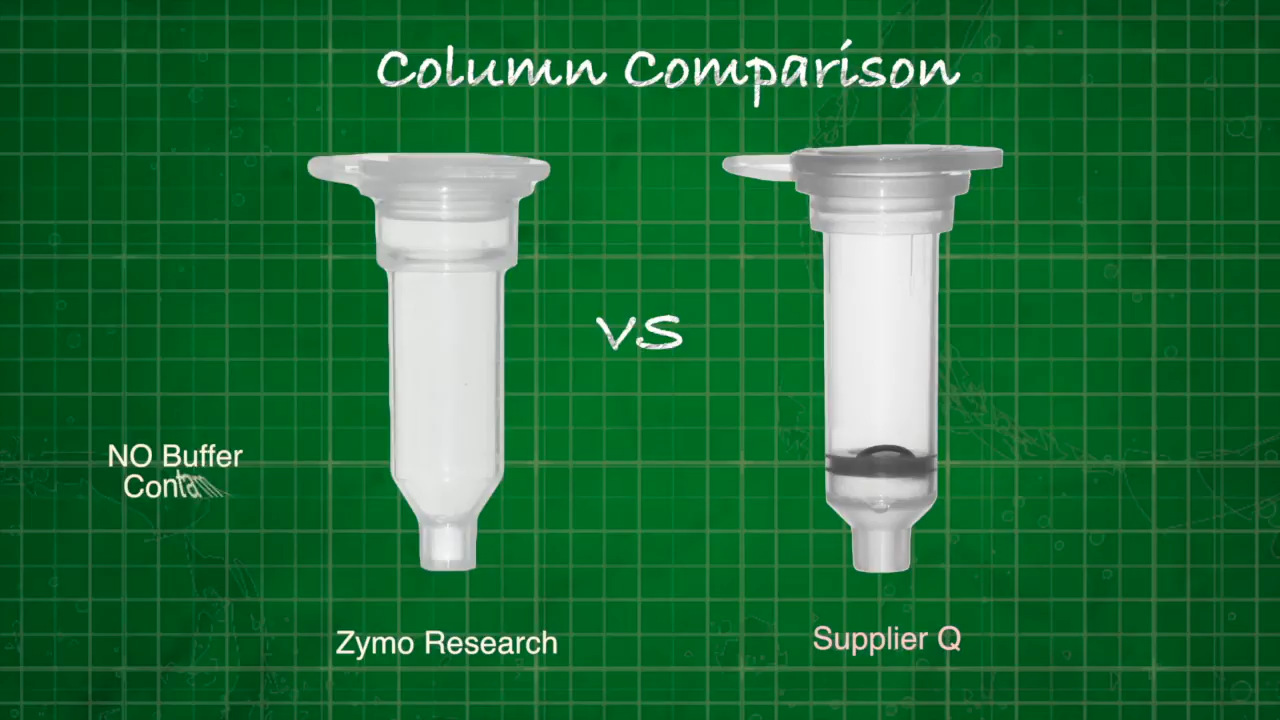 Column Comparison
vs
NO Buffer
Zymo Research
Supplier Q